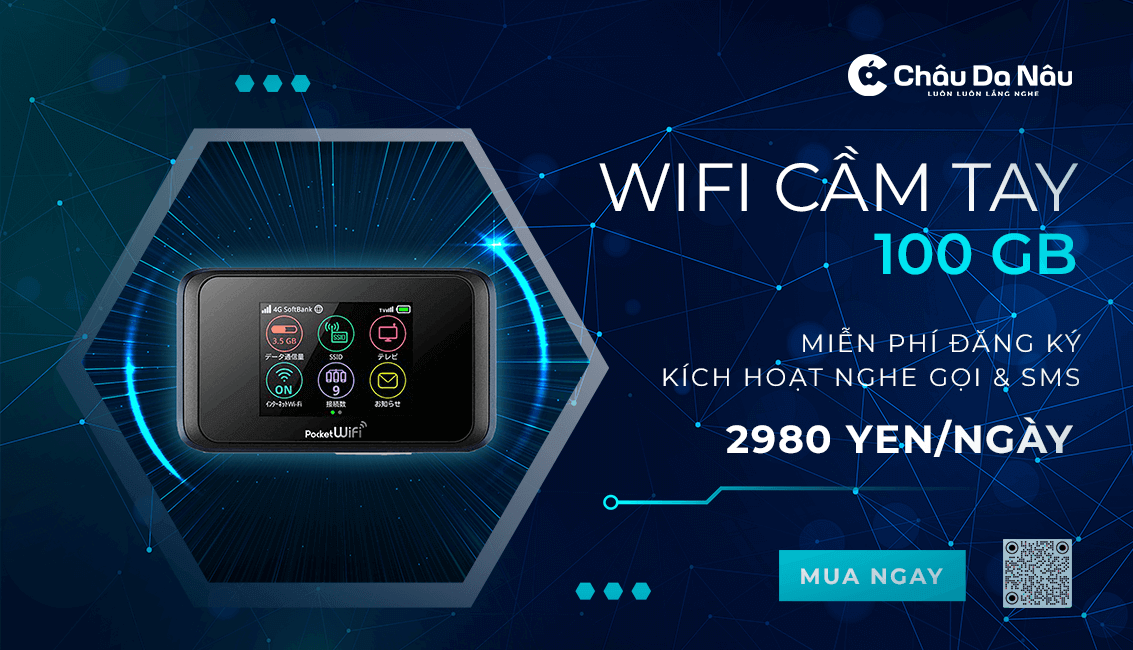 Châu Da Nâu
LUÔN LUÔN LẮNG NGHE
WIFI CẦM TAY
100 GB
MIỄN PHÍ ĐĂNG KÝ
KÍCH HOẠT NGHE GỌI & SMS
2980 YEN/NGÀY
MUA NGAY
4G SoftBank
TV
3.5 GB
SSID
データ通信量
SSID
テレビ
ON
9
インターネットWi-Fi
接続数
お知らせ
Pocket WiFi